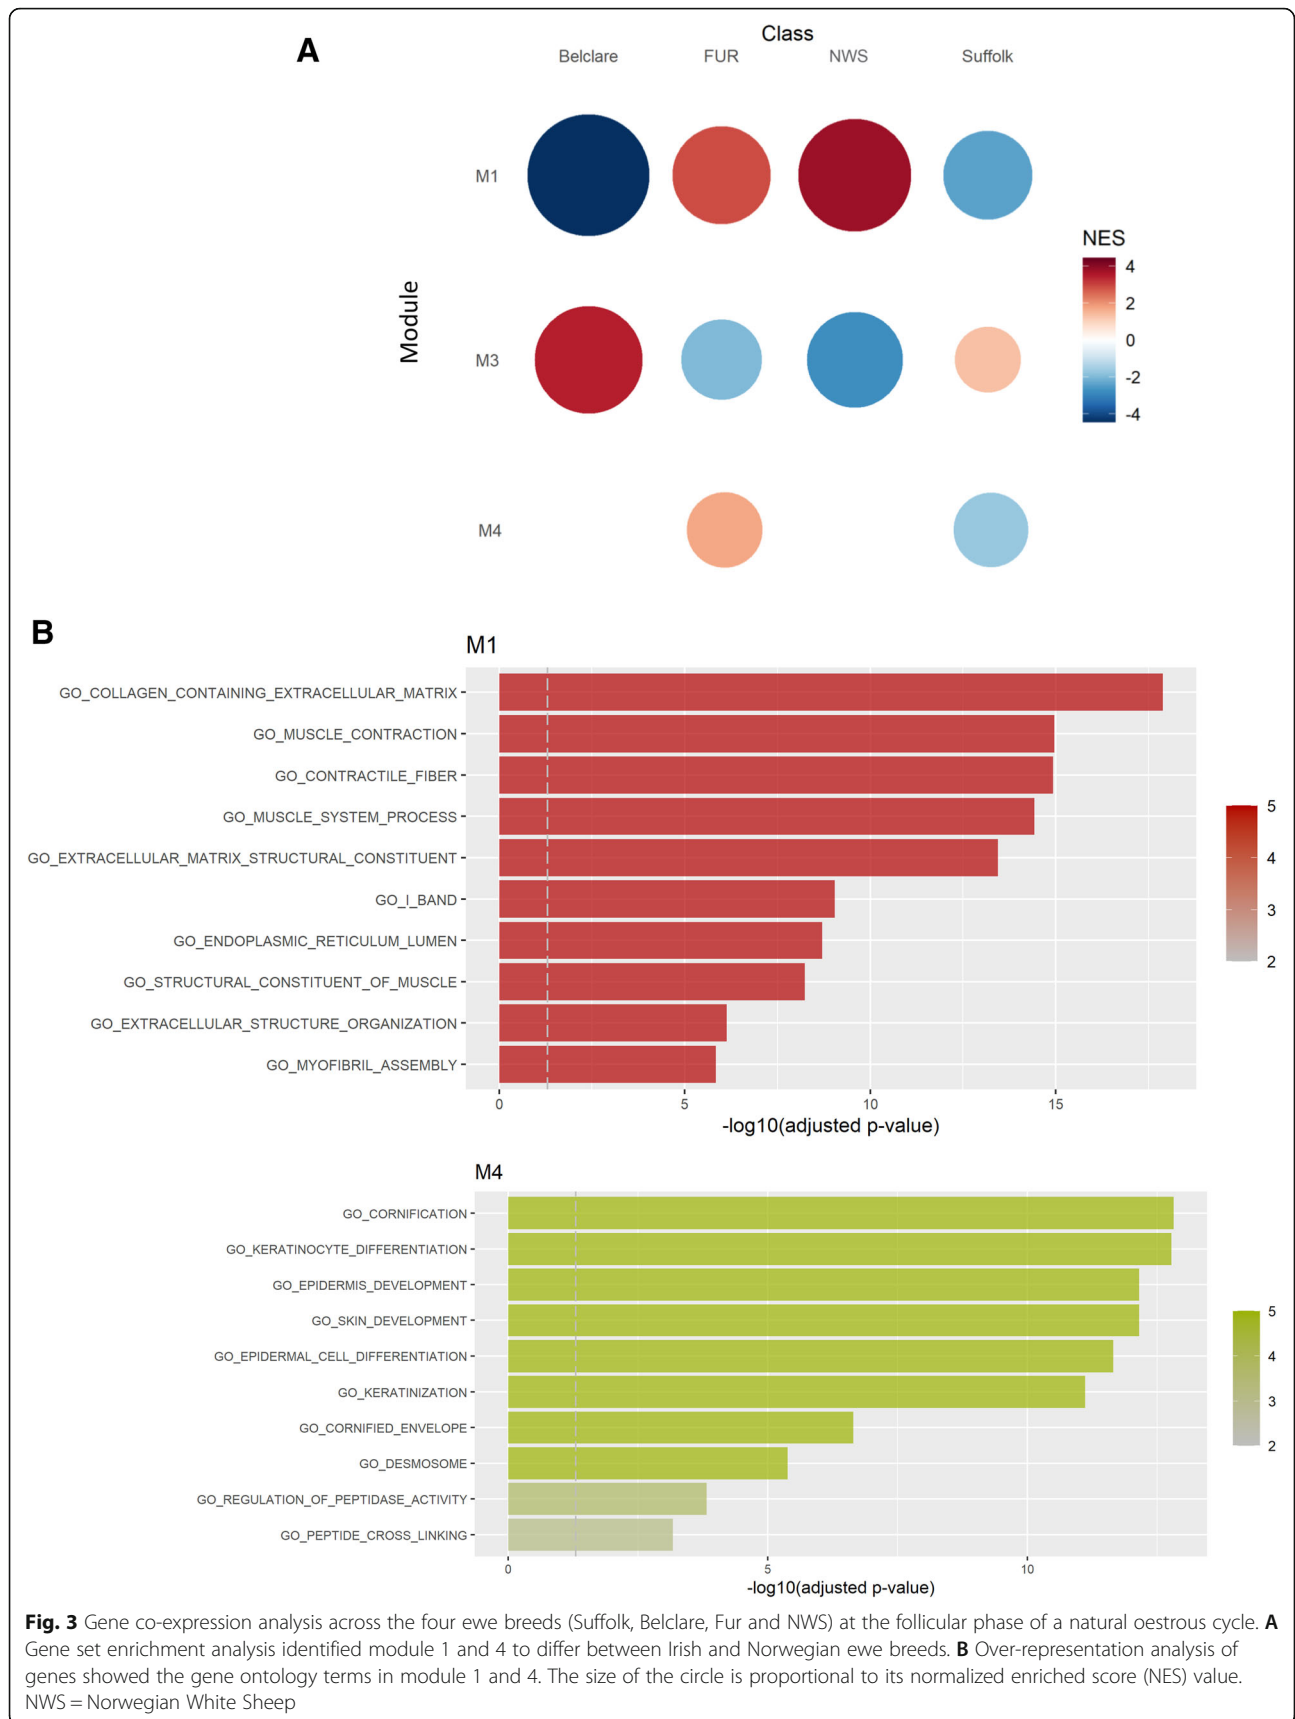 A
Class
Belclare FUR NWS Suffolk
Module
M1
M3
M4
NES
4
2
0
-2
-4
B
M1
GO_COLLAGEN_CONTAINING_EXTRACELLULAR_MATRIX
GO_MUSCLE_CONTRACTION
GO_CONTRACTILE_FIBER
GO_MUSCLE_SYSTEM_PROCESS
GO_EXTRACELLULAR_MATRIX_STRUCTURAL_CONSTITUENT
GO_I_BAND
GO_ENDOPLASMIC_RETICULUM_LUMEN
GO_STRUCTURAL_CONSTITUENT_OF_MUSCLE
GO_EXTRACELLULAR_STRUCTURE_ORGANIZATION
GO_MYOFIBRIL_ASSEMBLY
0 5 10 15
-log10(adjusted p-value)
5
4
3
2
M4
GO_CORNIFICATION
GO_KERATINOCYTE_DIFFERENTIATION
GO_EPIDERMIS_DEVELOPMENT
GO_SKIN_DEVELOPMENT
GO_EPIDERMAL_CELL_DIFFERENTIATION
GO_KERATINIZATION
GO_CORNIFIED_ENVELOPE
GO_DESMOSOME
GO_REGULATION_OF_PEPTIDASE_ACTIVITY
GO_PEPTIDE_CROSS_LINKING
0 5 10
-log10(adjusted p-value)
5
4
3
2
Fig. 3 Gene co-expression analysis across the four ewe breeds (Suffolk, Belclare, Fur and NWS) at the follicular phase of a natural oestrous cycle. A
Gene set enrichment analysis identified module 1 and 4 to differ between Irish and Norwegian ewe breeds. B Over-representation analysis of
genes showed the gene ontology terms in module 1 and 4. The size of the circle is proportional to its normalized enriched score (NES) value.
NWS = Norwegian White Sheep